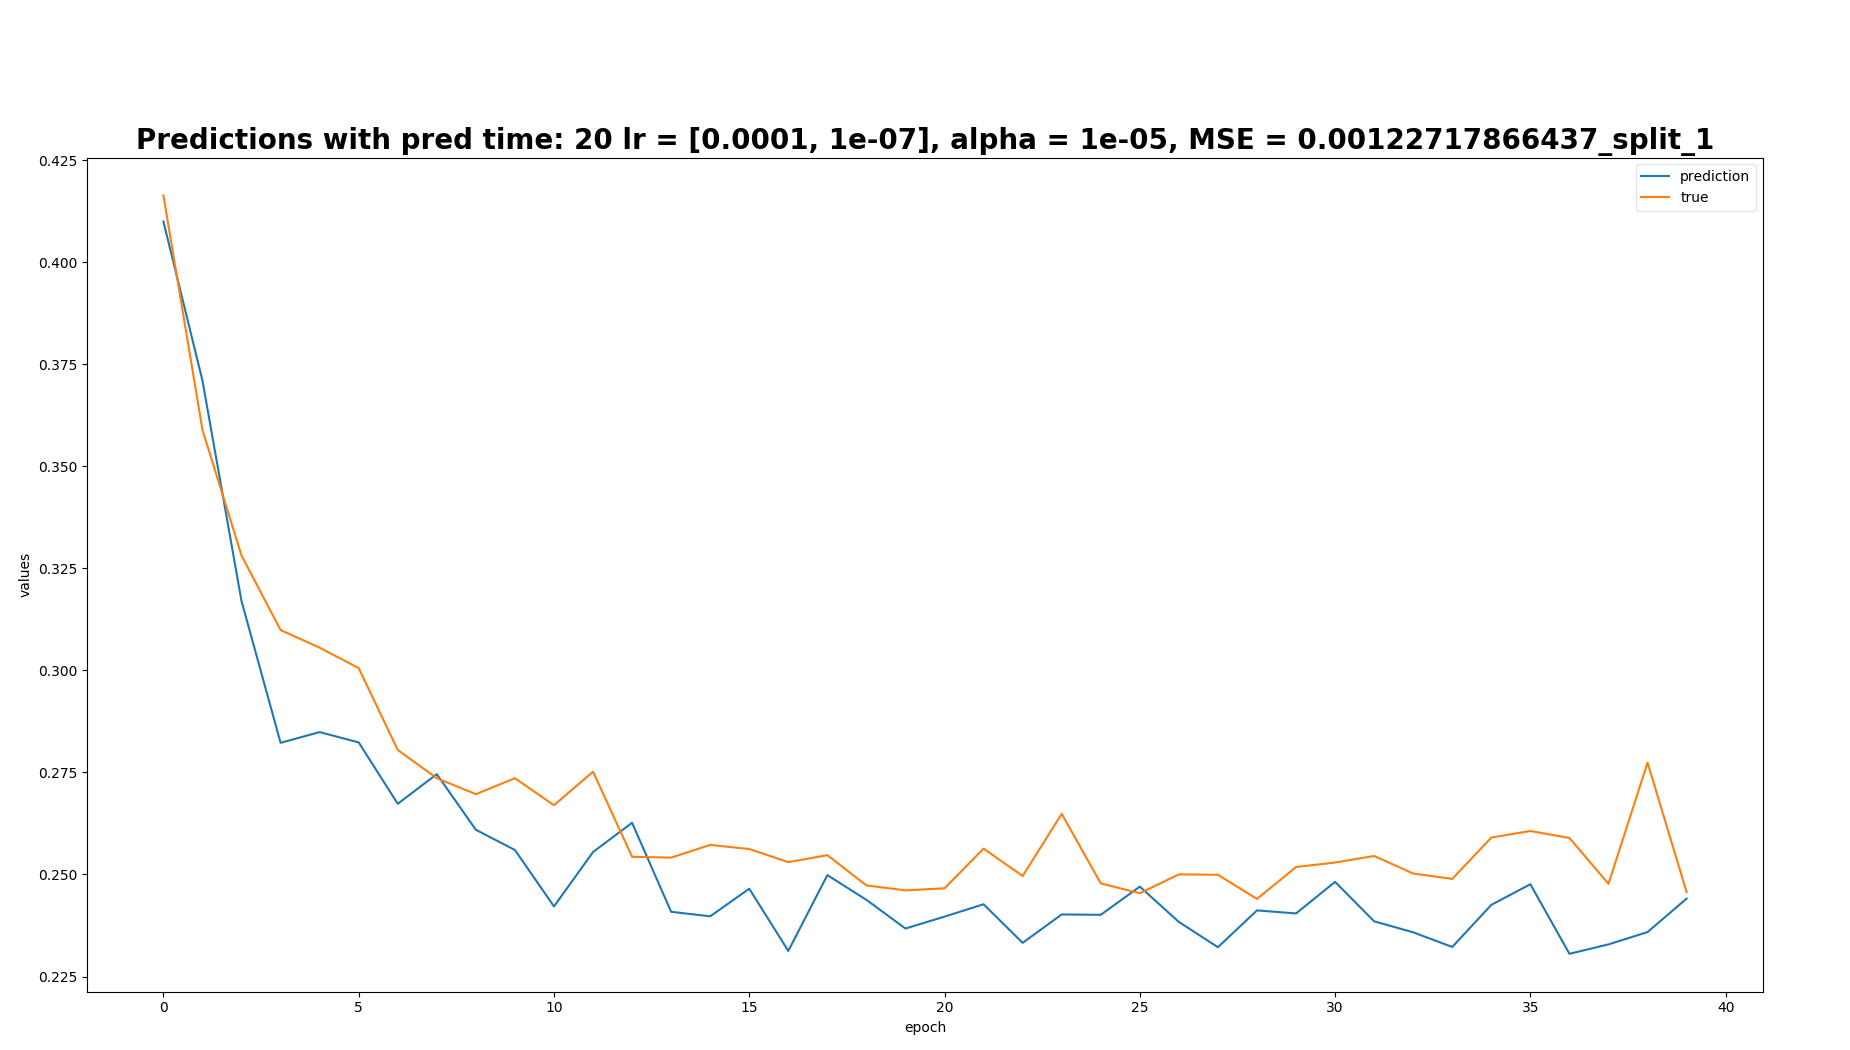 Predictions with pred time: 20 lr = [0.0001, 1e-07], alpha = 1e-05, MSE = 0.00122717866437_split_1
prediction
true
0.425
0.400
0.375
0.350
0.325
0.300
0.275
0.250
0.225
values
0 5 10 15 20 25 30 35 40
epoch